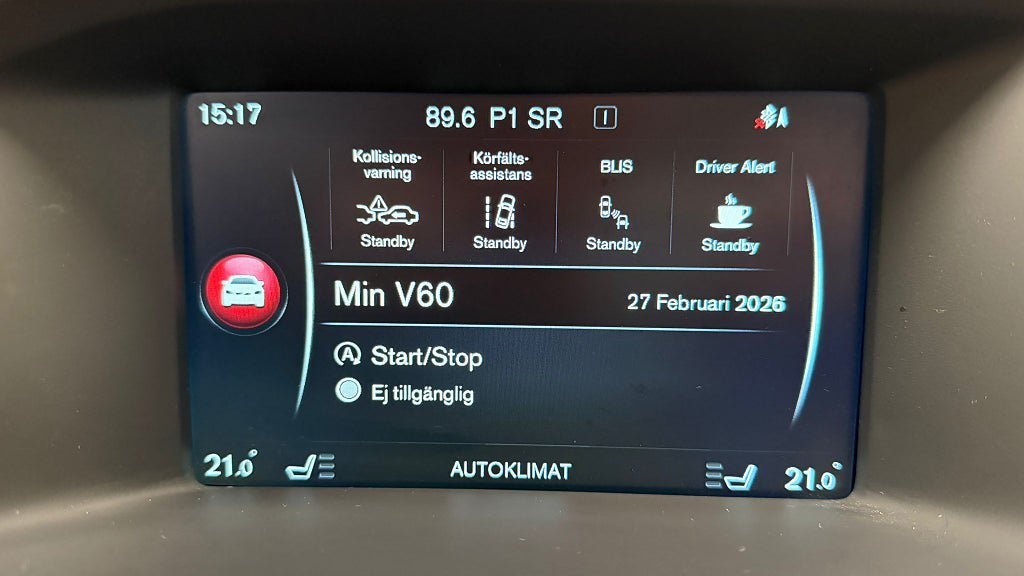 15:17
89.6 P1 SR
Kollisions-
varning
Standby
Körfälts-
assistans
Standby
BLIS
Standby
Driver Alert
Standby
Min V60
27 Februari 2026
A Start/Stop
Ej tillgänglig
21.0°
AUTOKLIMAT
21.0°